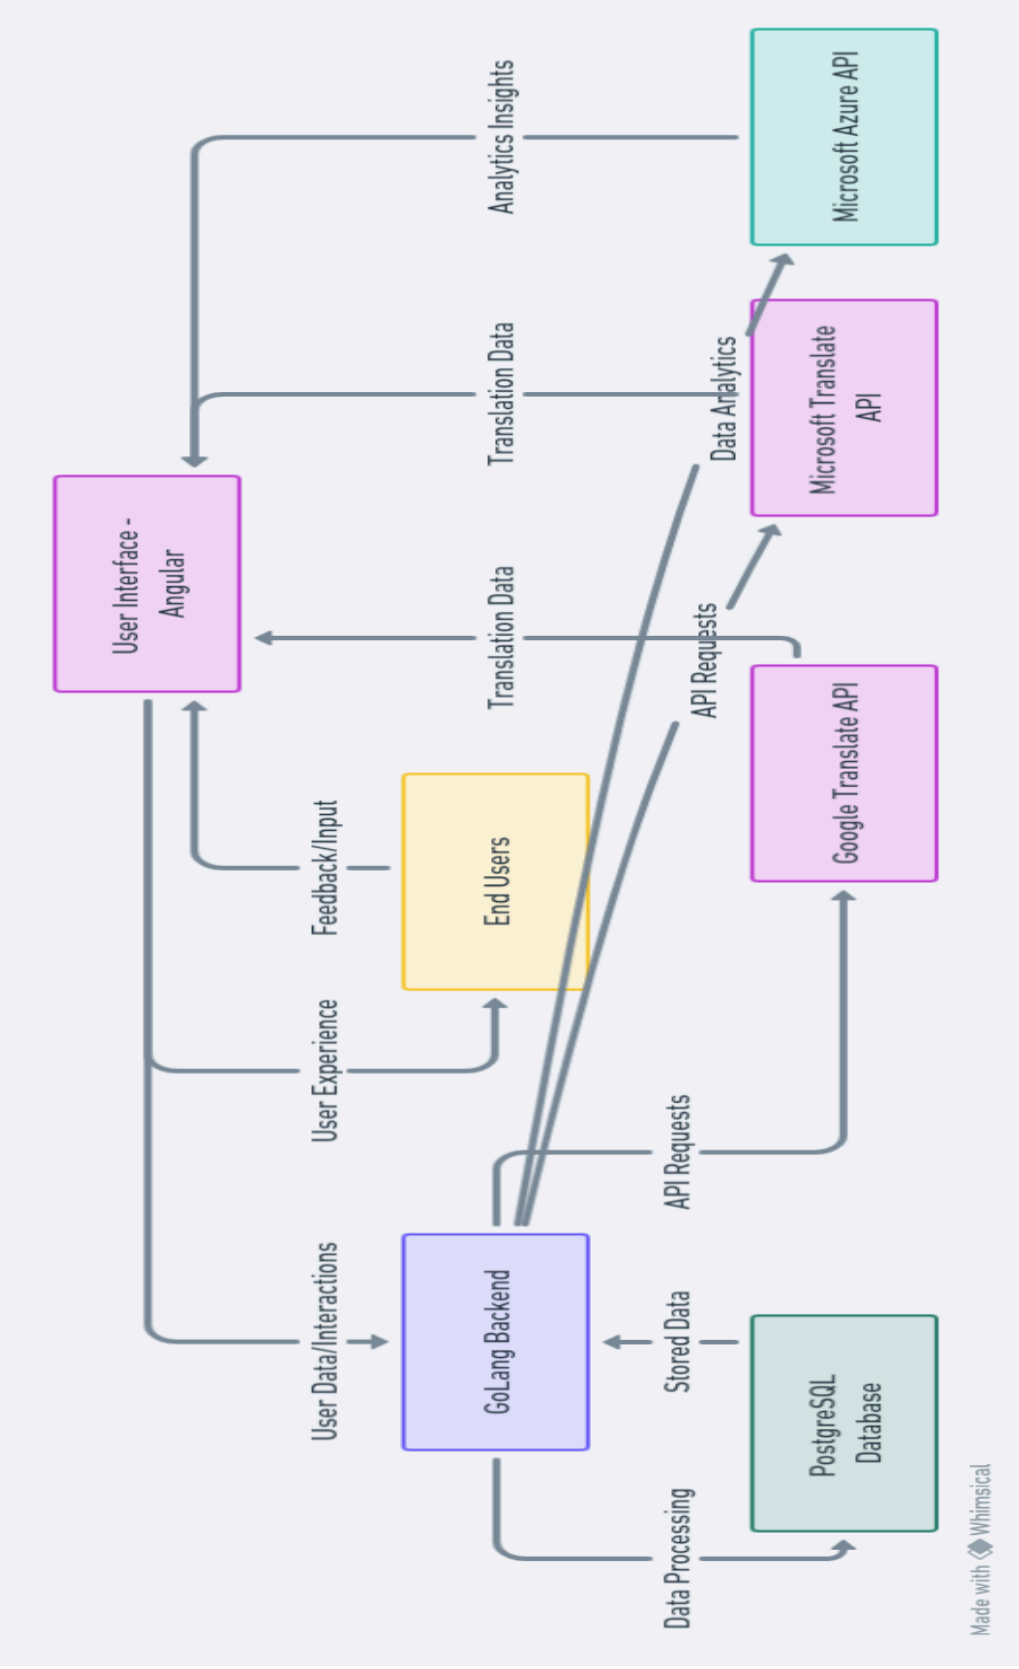 User Interface -
Angular
User Data/Interactions
User Experience
Feedback/Input
GoLang Backend
End Users
Translation Data
Translation Data
Analytics Insights
Data Processing
Stored Data
API Requests
API Requests
Data Analytics
PostgreSQL
Database
Google Translate API
Microsoft Translate
API
Microsoft Azure API
Made with Whimsical